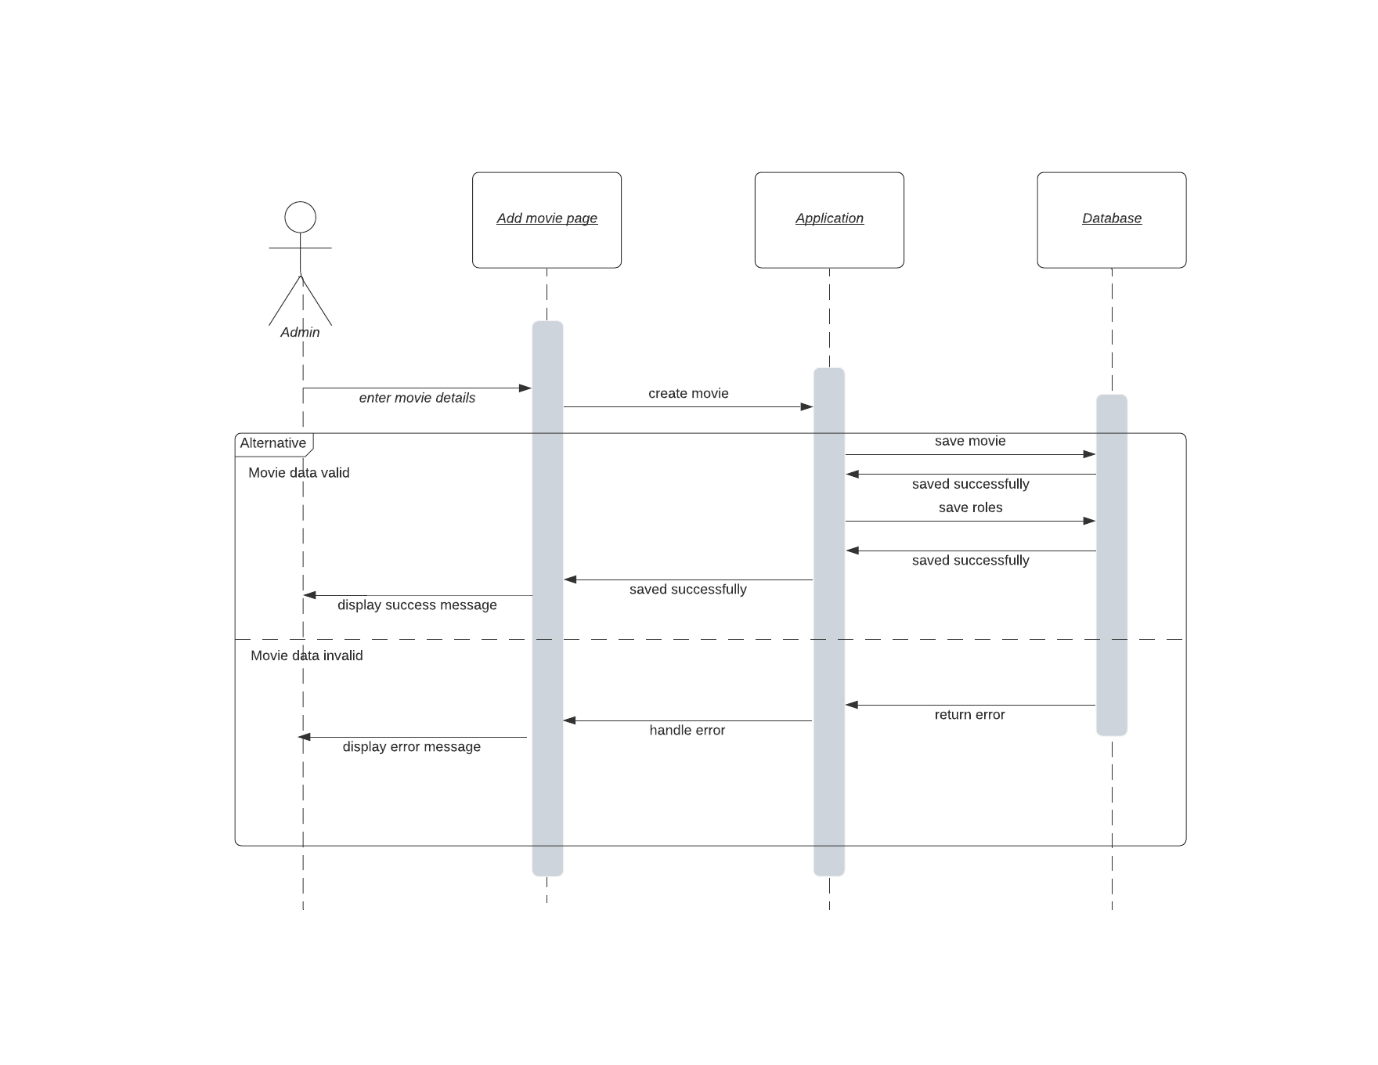 Add movie page
Application
Database
Admin
enter movie details
create movie
Alternative
save movie
Movie data valid
saved successfully
save roles
saved successfully
saved successfully
display success message
Movie data invalid
return error
handle error
display error message